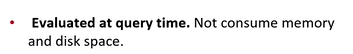 • Evaluated at query time. Not consume memory
and disk space.